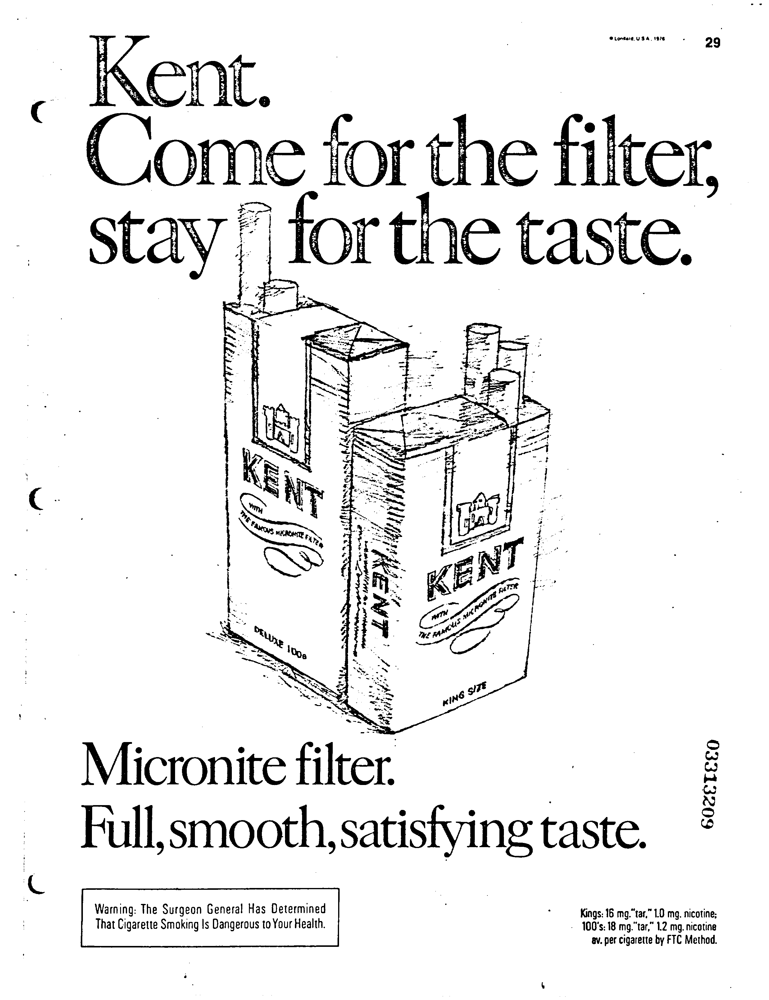 © Lorillard, U.S.A., 1976
29
Kent.
Come for the filter,
stay for the taste.
KENT
WITH
THE FAMOUS MICRONITE FILTER
DELUXE 100s
KENT
KENT
WITH
THE FAMOUS MICRONITE FILTER
KING SIZE
Micronite filter.
Full, smooth, satisfying taste.
03313209
Warning: The Surgeon General Has Determined
That Cigarette Smoking Is Dangerous to Your Health.
Kings: 16 mg. "tar," 1.0 mg. nicotine;
100's: 18 mg. "tar," 1.2 mg. nicotine
av. per cigarette by FTC Method.